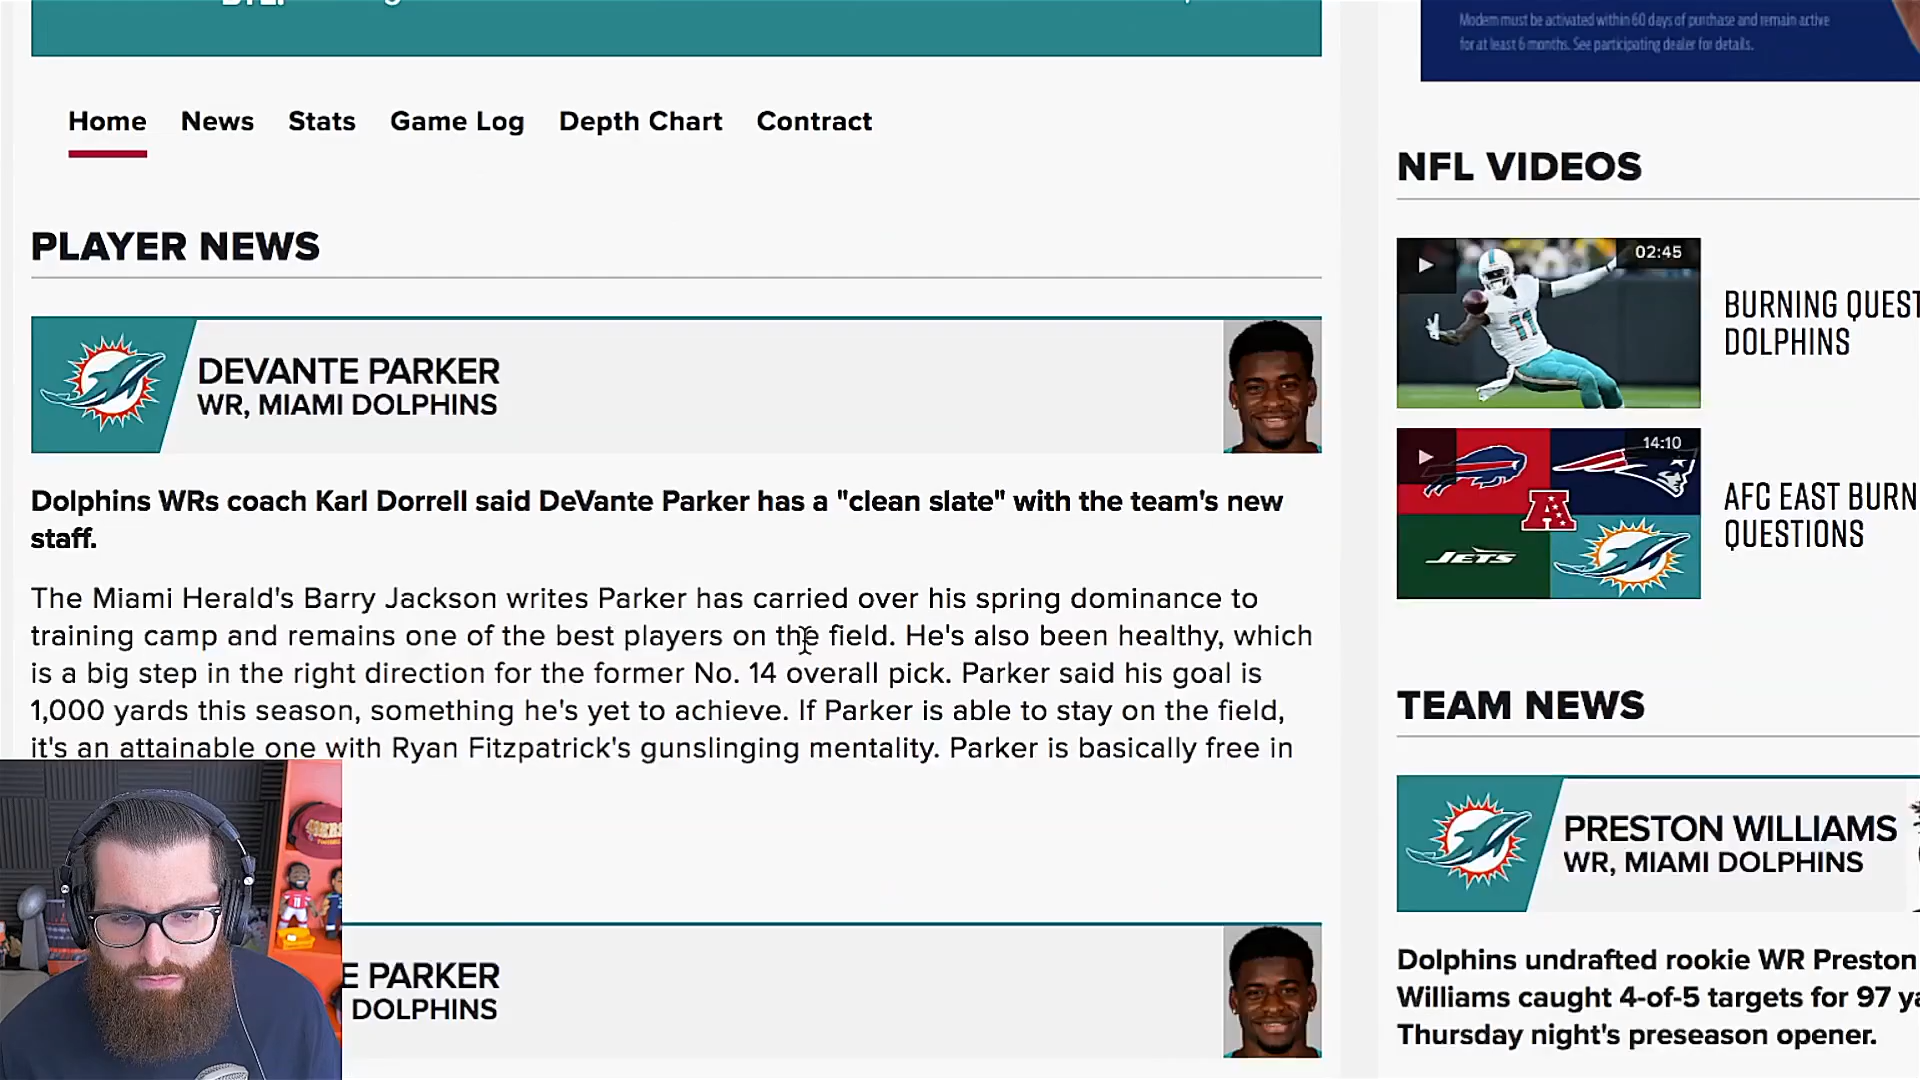 Modem must be activated within 60 days of purchase and remain active
for at least 6 months. See participating dealer for details.
Home News Stats Game Log Depth Chart Contract
PLAYER NEWS
DEVANTE PARKER
WR, MIAMI DOLPHINS
Dolphins WRs coach Karl Dorrell said DeVante Parker has a "clean slate" with the team's new
staff.
The Miami Herald's Barry Jackson writes Parker has carried over his spring dominance to
training camp and remains one of the best players on the field. He's also been healthy, which
is a big step in the right direction for the former No. 14 overall pick. Parker said his goal is
1,000 yards this season, something he's yet to achieve. If Parker is able to stay on the field,
it's an attainable one with Ryan Fitzpatrick's gunslinging mentality. Parker is basically free in
E PARKER
DOLPHINS
NFL VIDEOS
02:45
11
BURNING QUEST
DOLPHINS
14:10
JETS
AFC EAST BURN
QUESTIONS
TEAM NEWS
PRESTON WILLIAMS
WR, MIAMI DOLPHINS
Dolphins undrafted rookie WR Preston
Williams caught 4-of-5 targets for 97 ya
Thursday night's preseason opener.